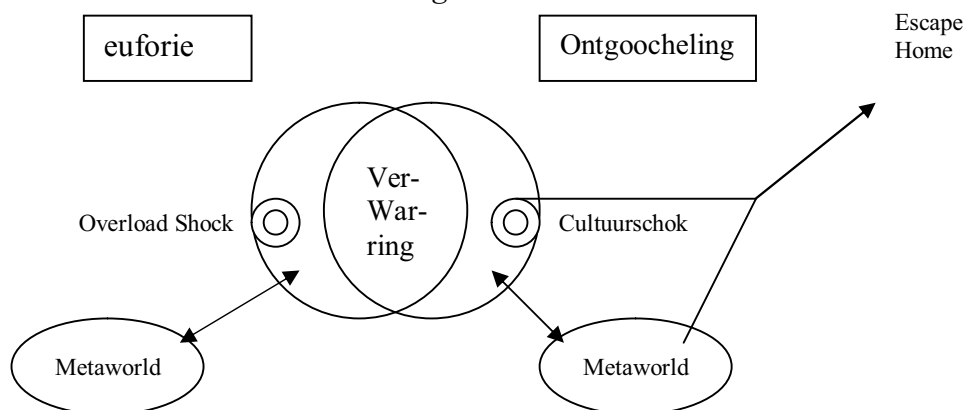 euforie
Ontgoocheling
Escape
Home
Ver-
War-
ring
Overload Shock
Cultuurschok
Metaworld
Metaworld